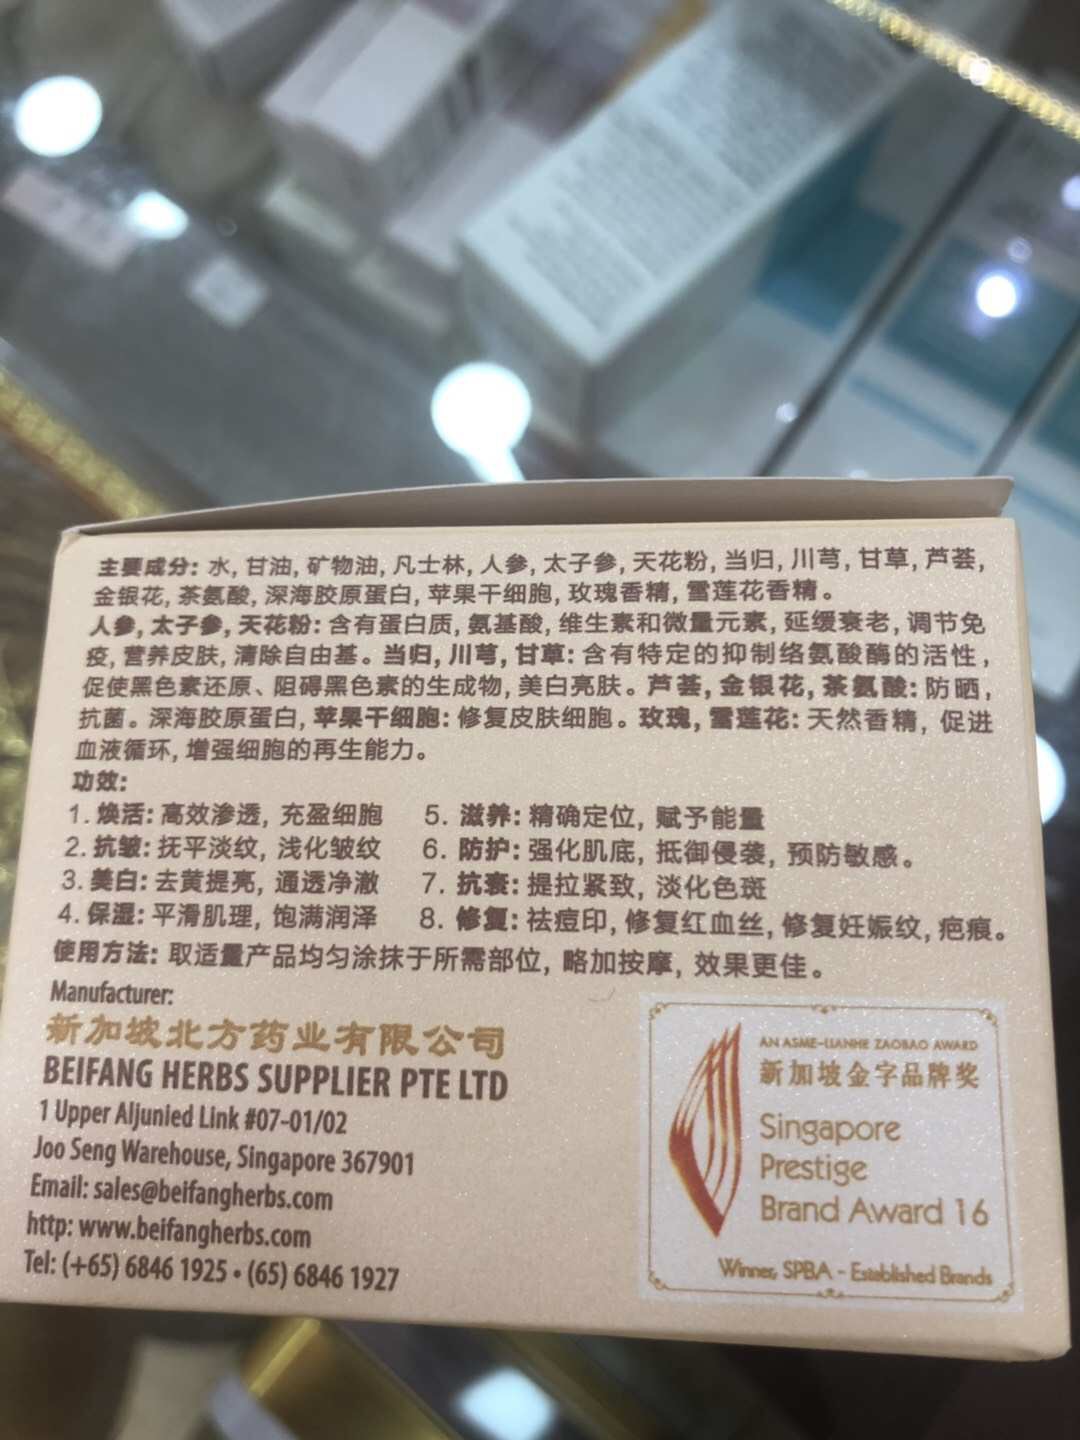 主要成分: 水, 甘油, 矿物油, 凡士林, 人参, 太子参, 天花粉, 当归, 川芎, 甘草, 芦荟,
金银花, 茶氨酸, 深海胶原蛋白, 苹果干细胞, 玫瑰香精, 雪莲花香精。
人参, 太子参, 天花粉: 含有蛋白质, 氨基酸, 维生素和微量元素, 延缓衰老, 调节免
疫, 营养皮肤, 清除自由基。当归, 川芎, 甘草: 含有特定的抑制络氨酸酶的活性,
促使黑色素还原、阻碍黑色素的生成物, 美白亮肤。芦荟, 金银花, 茶氨酸: 防晒,
抗菌。深海胶原蛋白, 苹果干细胞: 修复皮肤细胞。玫瑰, 雪莲花: 天然香精, 促进
血液循环, 增强细胞的再生能力。
功效:
1. 焕活: 高效渗透, 充盈细胞
2. 抗皱: 抚平淡纹, 浅化皱纹
3. 美白: 去黄提亮, 通透净澈
4. 保湿: 平滑肌理, 饱满润泽
5. 滋养: 精确定位, 赋予能量
6. 防护: 强化肌底, 抵御侵袭, 预防敏感。
7. 抗衰: 提拉紧致, 淡化色斑
8. 修复: 祛痘印, 修复红血丝, 修复妊娠纹, 疤痕。
使用方法: 取适量产品均匀涂抹于所需部位, 略加按摩, 效果更佳。
Manufacturer:
新加坡北方药业有限公司
BEIFANG HERBS SUPPLIER PTE LTD
1 Upper Aljunied Link #07-01/02
Joo Seng Warehouse, Singapore 367901
Email: sales@beifangherbs.com
http: www.beifangherbs.com
Tel: (+65) 6846 1925 • (65) 6846 1927
AN ASME-LIANHE ZAOBAO AWARD
新加坡金字品牌奖
Singapore
Prestige
Brand Award 16
Winner, SPBA - Established Brands